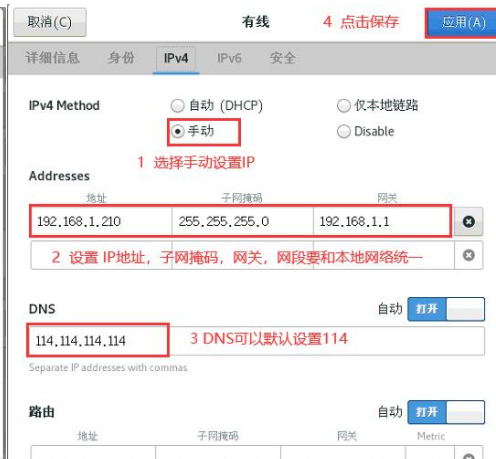 取消(C) 有线 4 点击保存 应用(A)
详细信息 身份 IPv4 IPv6 安全
IPv4 Method 自动 (DHCP) 仅本地链路
手动 Disable
1 选择手动设置IP
Addresses
地址 子网掩码 网关
192.168.1.210 255.255.255.0 192.168.1.1
2 设置 IP地址，子网掩码，网关，网段要和本地网络统一
DNS 自动 打开
114.114.114.114 3 DNS可以默认设置114
Separate IP addresses with commas
路由 自动 打开
地址 子网掩码 网关 Metric